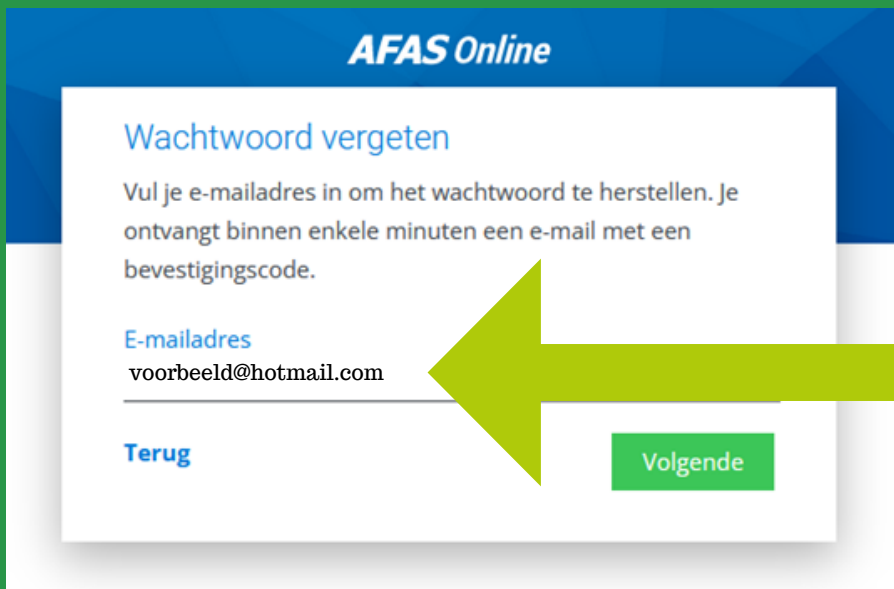 AFAS Online
Wachtwoord vergeten
Vul je e-mailadres in om het wachtwoord te herstellen. Je
ontvangt binnen enkele minuten een e-mail met een
bevestigingscode.
E-mailadres
voorbeeld@hotmail.com
Terug
Volgende